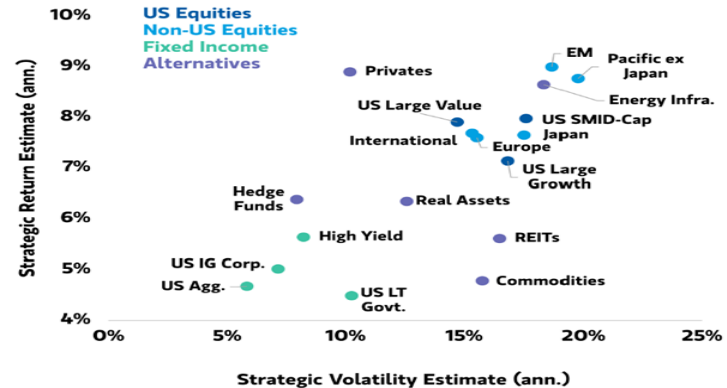 US Equities
Non-US Equities
Fixed Income
Alternatives
Strategic Return Estimate (ann.)
10%
9%
8%
7%
6%
5%
4%
EM
Pacific ex
Japan
Privates
Energy Infra.
US Large Value
US SMID-Cap
International
Japan
Europe
US Large
Growth
Hedge
Funds
Real Assets
High Yield
REITs
US IG Corp.
US Agg.
US LT
Govt.
Commodities
0%
5%
10%
15%
20%
25%
Strategic Volatility Estimate (ann.)